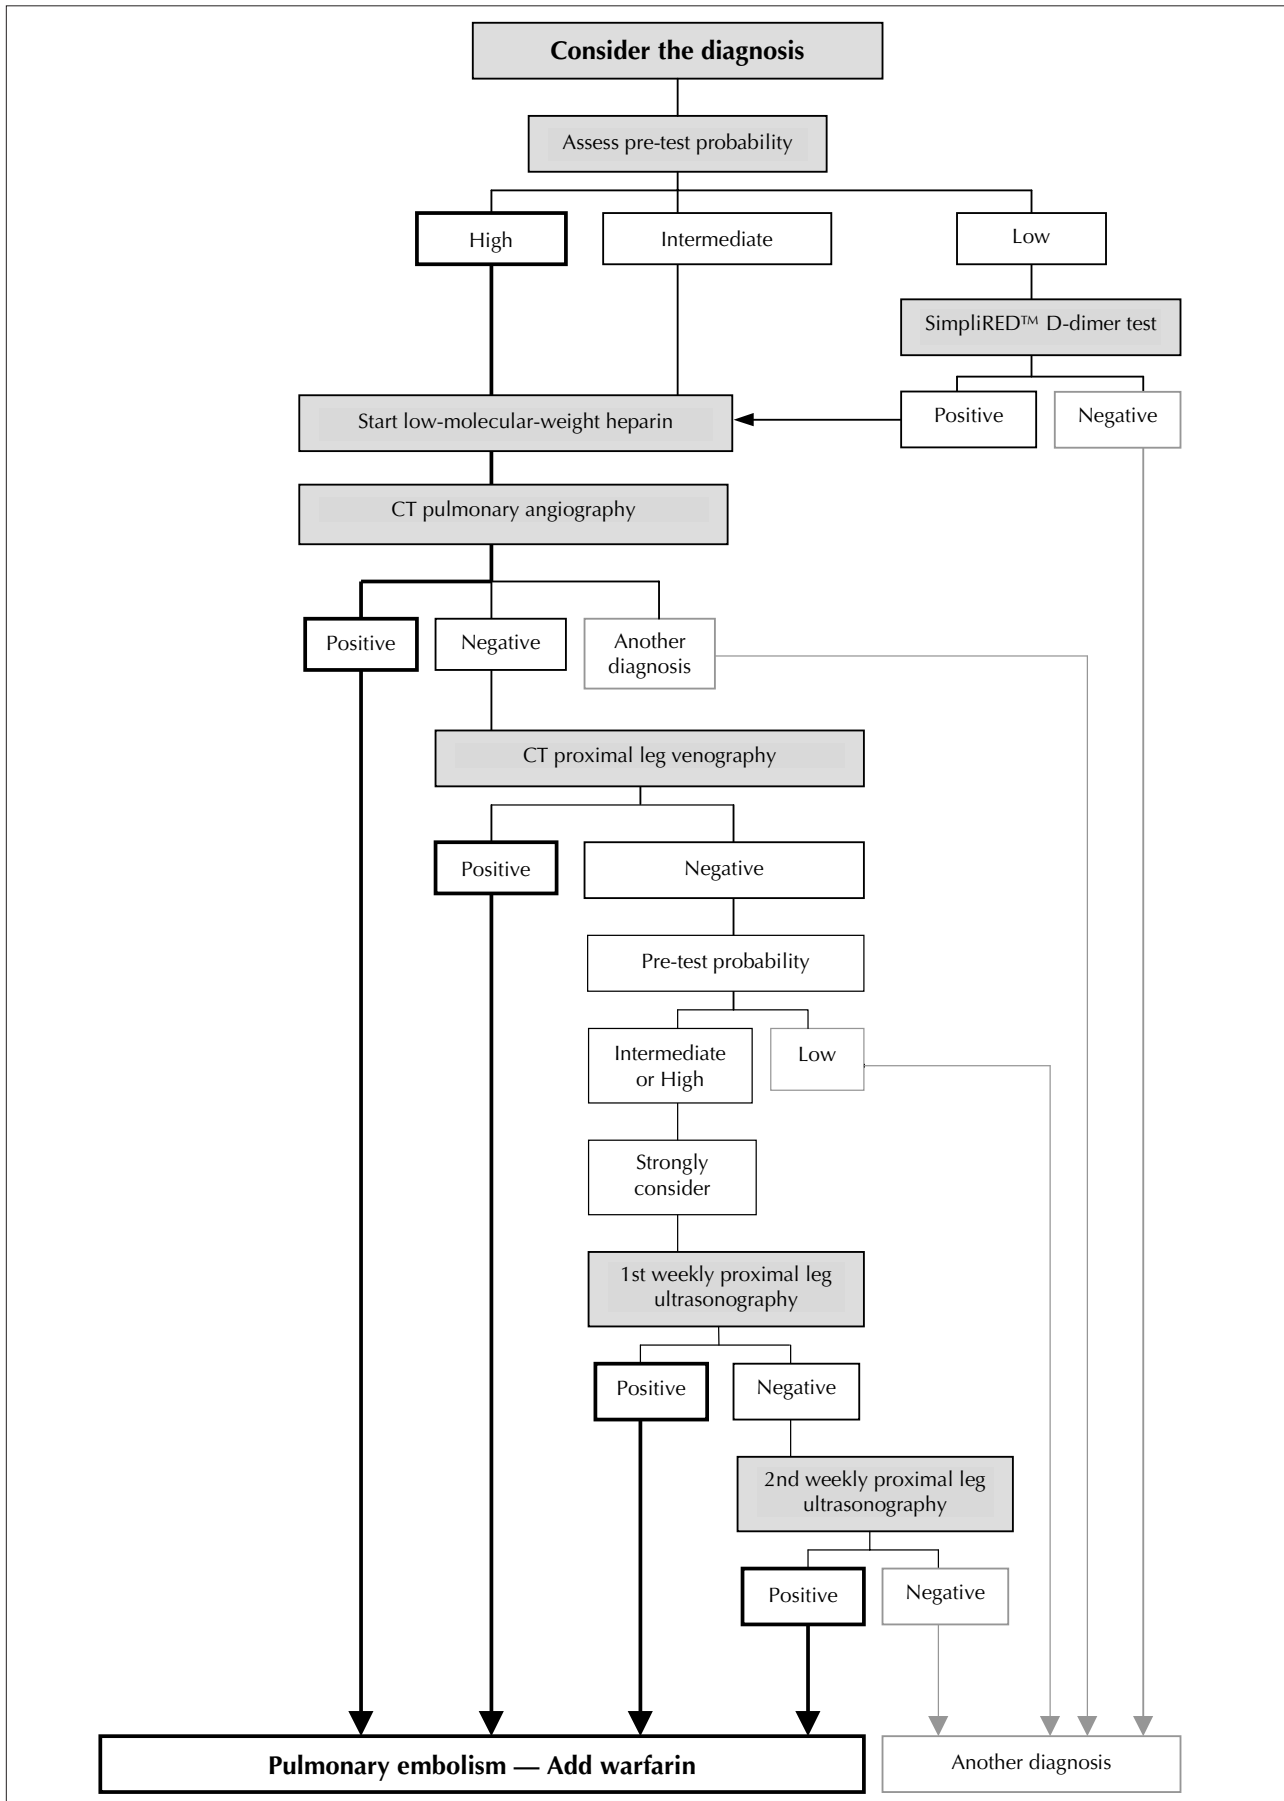 Consider the diagnosis
Assess pre-test probability
High
Intermediate
Low
SimpliRED™ D-dimer test
Positive
Negative
Start low-molecular-weight heparin
CT pulmonary angiography
Positive
Negative
Another
diagnosis
CT proximal leg venography
Positive
Negative
Pre-test probability
Intermediate
or High
Low
Strongly
consider
1st weekly proximal leg
ultrasonography
Positive
Negative
2nd weekly proximal leg
ultrasonography
Positive
Negative
Pulmonary embolism — Add warfarin
Another diagnosis